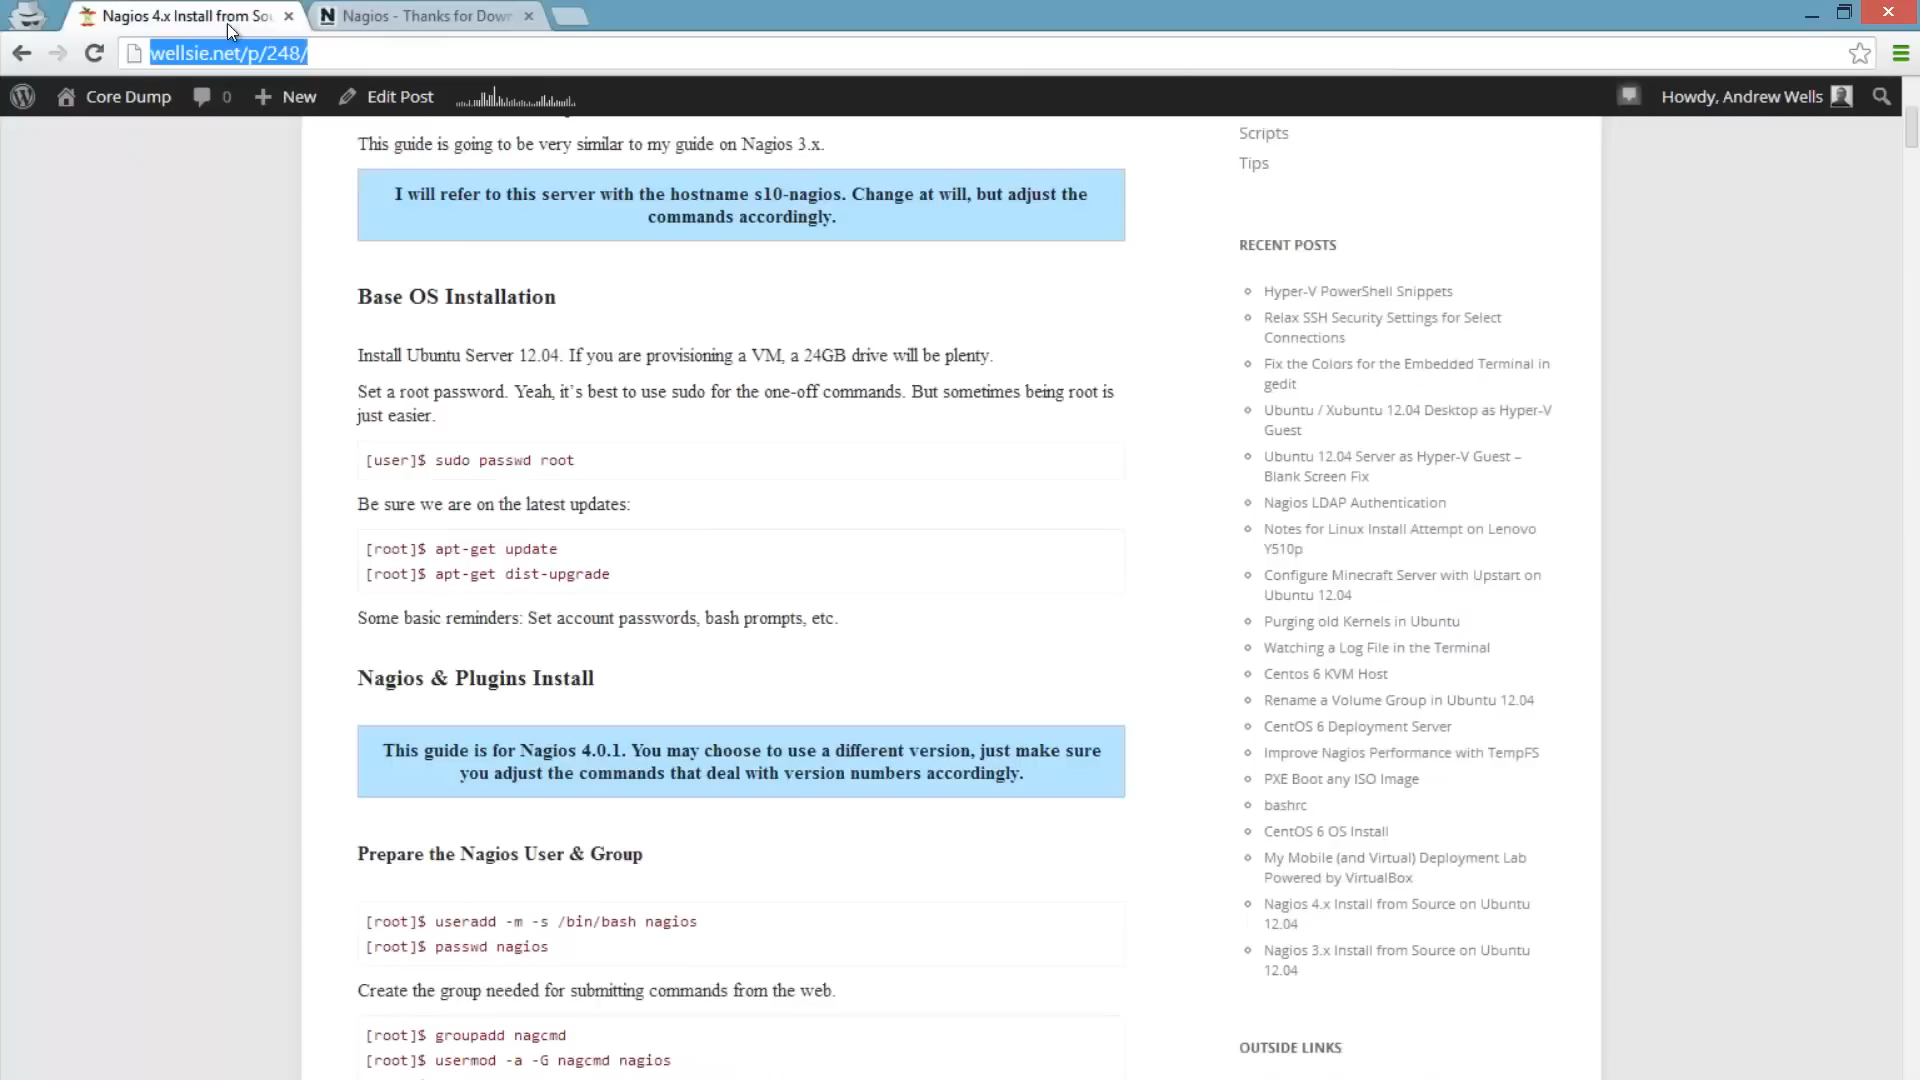 Nagios 4.x Install from Sou
Nagios - Thanks for Down
wellsie.net/p/248/
Core Dump
0
New
Edit Post
Howdy, Andrew Wells
This guide is going to be very similar to my guide on Nagios 3.x.
I will refer to this server with the hostname s10-nagios. Change at will, but adjust the
commands accordingly.
Base OS Installation
Install Ubuntu Server 12.04. If you are provisioning a VM, a 24GB drive will be plenty.
Set a root password. Yeah, it’s best to use sudo for the one-off commands. But sometimes being root is
just easier.
[user]$ sudo passwd root
Be sure we are on the latest updates:
[root]$ apt-get update
[root]$ apt-get dist-upgrade
Some basic reminders: Set account passwords, bash prompts, etc.
Nagios & Plugins Install
This guide is for Nagios 4.0.1. You may choose to use a different version, just make sure
you adjust the commands that deal with version numbers accordingly.
Prepare the Nagios User & Group
[root]$ useradd -m -s /bin/bash nagios
[root]$ passwd nagios
Create the group needed for submitting commands from the web.
[root]$ groupadd nagcmd
[root]$ usermod -a -G nagcmd nagios
Scripts
Tips
RECENT POSTS
Hyper-V PowerShell Snippets
Relax SSH Security Settings for Select
Connections
Fix the Colors for the Embedded Terminal in
gedit
Ubuntu / Xubuntu 12.04 Desktop as Hyper-V
Guest
Ubuntu 12.04 Server as Hyper-V Guest –
Blank Screen Fix
Nagios LDAP Authentication
Notes for Linux Install Attempt on Lenovo
Y510p
Configure Minecraft Server with Upstart on
Ubuntu 12.04
Purging old Kernels in Ubuntu
Watching a Log File in the Terminal
Centos 6 KVM Host
Rename a Volume Group in Ubuntu 12.04
CentOS 6 Deployment Server
Improve Nagios Performance with TempFS
PXE Boot any ISO Image
bashrc
CentOS 6 OS Install
My Mobile (and Virtual) Deployment Lab
Powered by VirtualBox
Nagios 4.x Install from Source on Ubuntu
12.04
Nagios 3.x Install from Source on Ubuntu
12.04
OUTSIDE LINKS